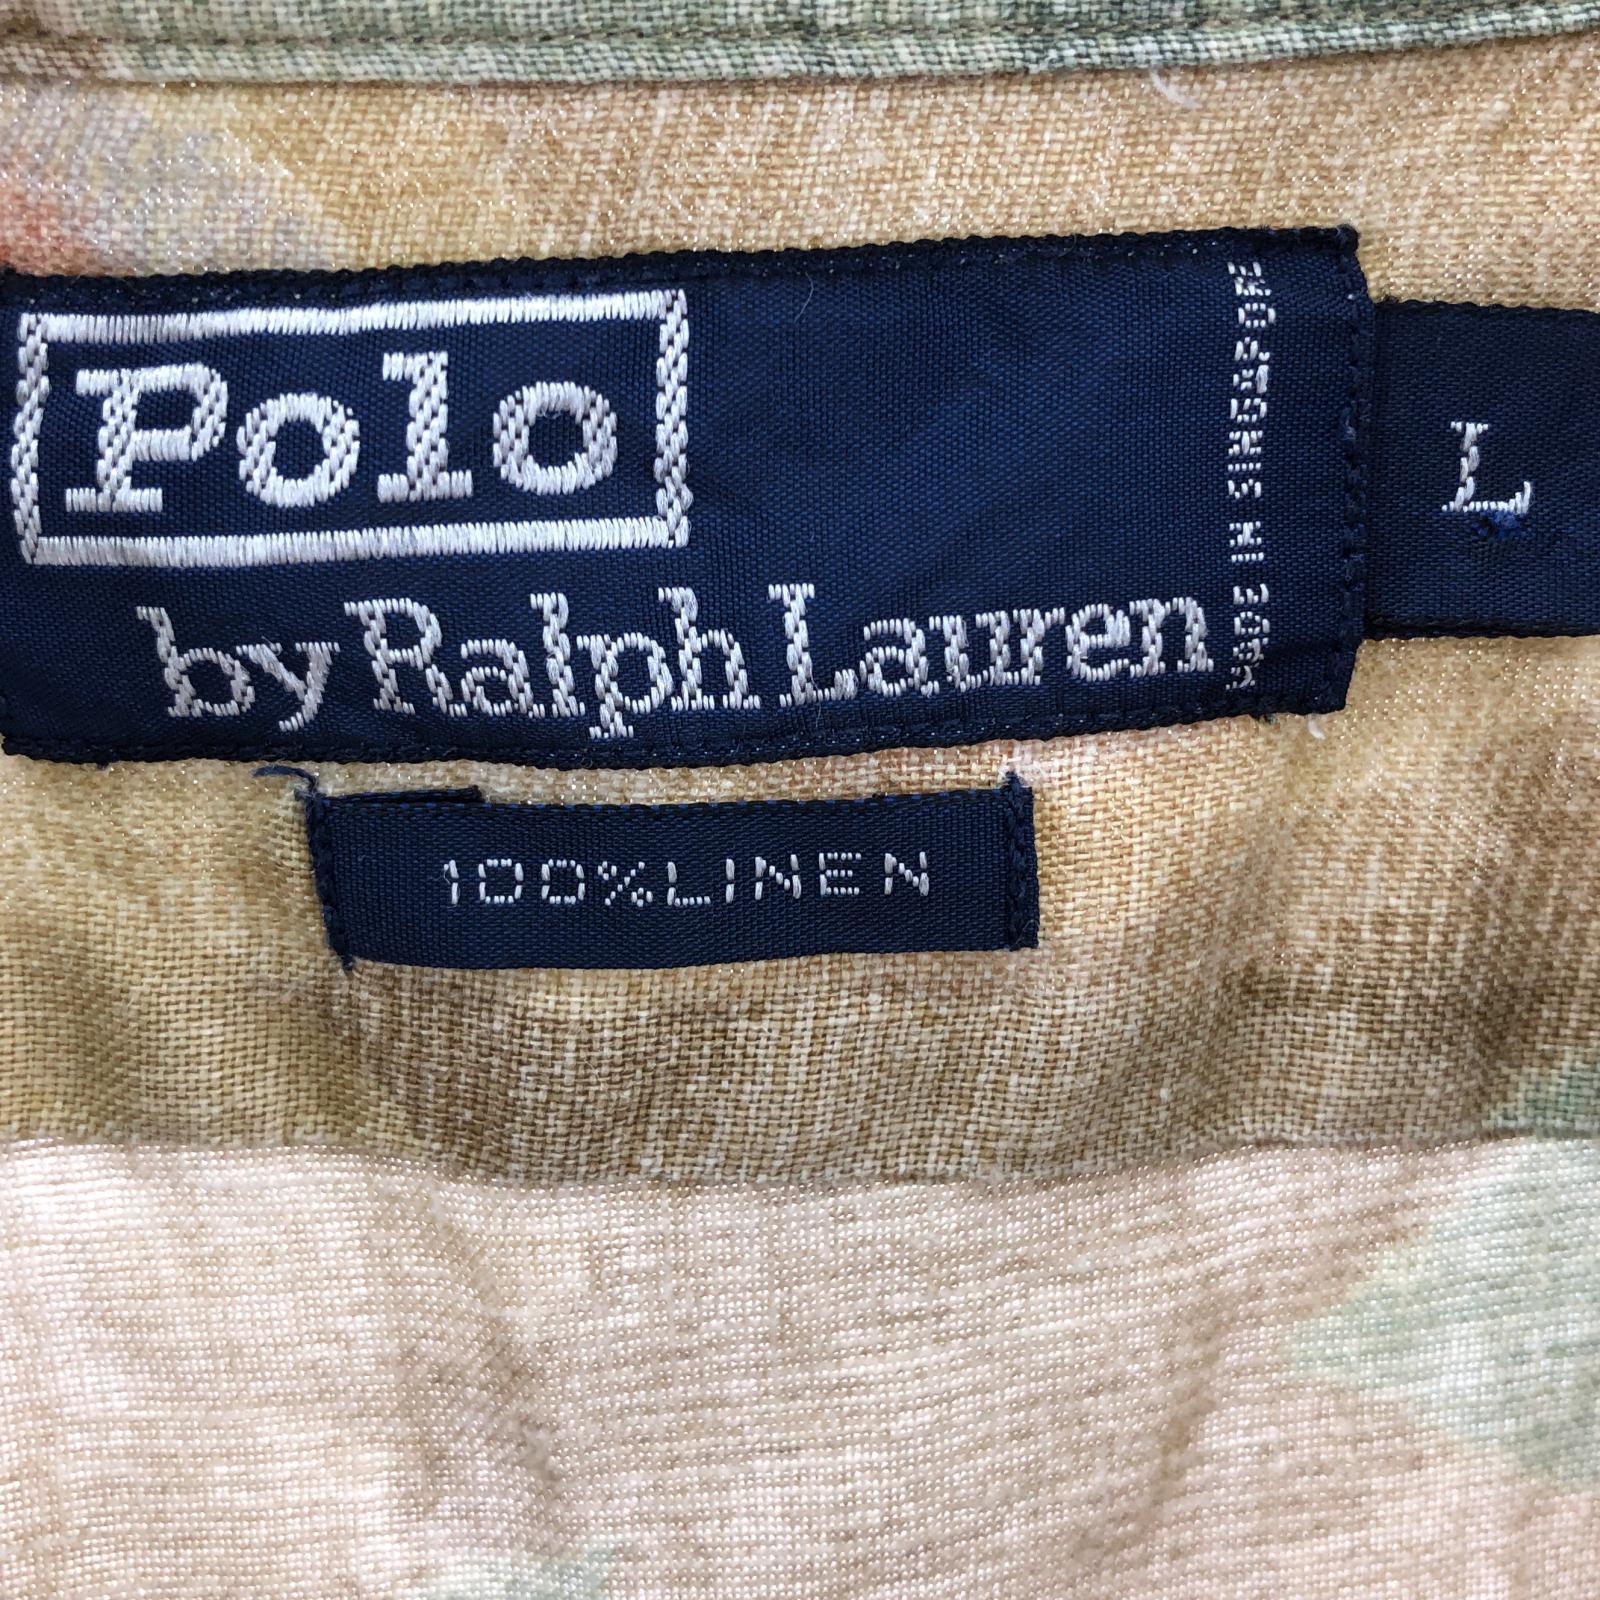 Polo
by Ralph Lauren
MADE IN SINGAPORE
L
100%LINEN